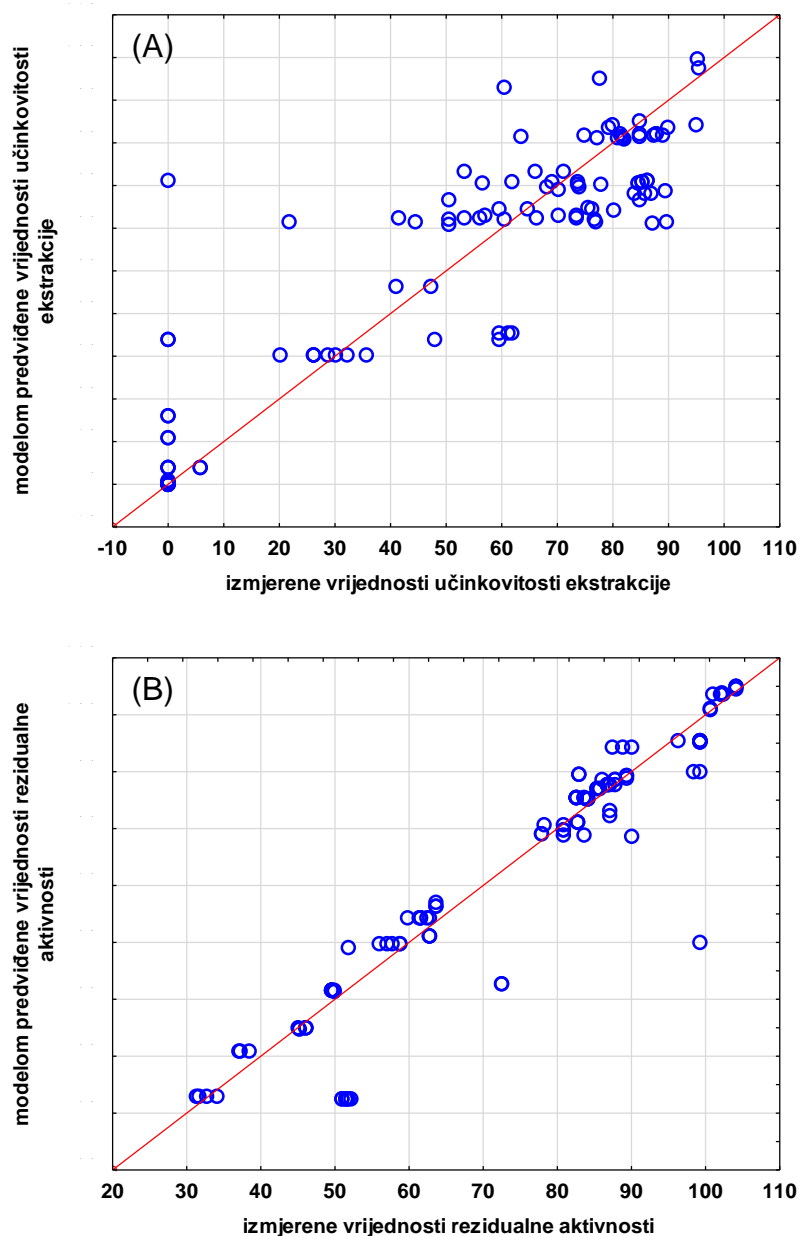 (A)
modelom predviđene vrijednosti učinkovitosti
ekstrakcije
-10 0 10 20 30 40 50 60 70 80 90 100 110
izmjerene vrijednosti učinkovitosti ekstrakcije
(B)
modelom predviđene vrijednosti rezidualne
aktivnosti
20 30 40 50 60 70 80 90 100 110
izmjerene vrijednosti rezidualne aktivnosti